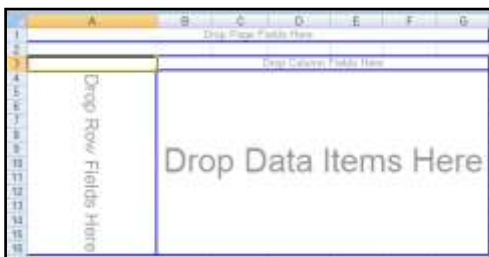 A B C D E F G
1 Drop Page Fields Here
2
3 Drop Column Fields Here
4
5
6
7
8
9
10
11
12
13
14
15
16
Drop Row Fields Here
Drop Data Items Here